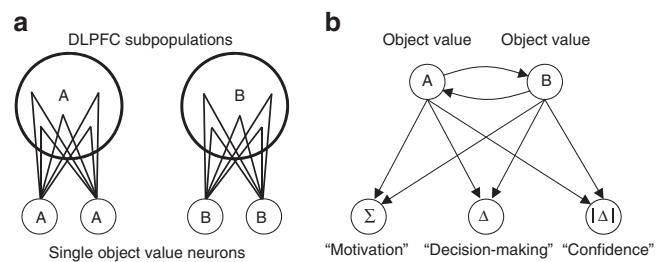 a
DLPFC subpopulations
A
B
A A B B
Single object value neurons
b
Object value Object value
A B
Σ Δ |Δ|
“Motivation” “Decision-making” “Confidence”